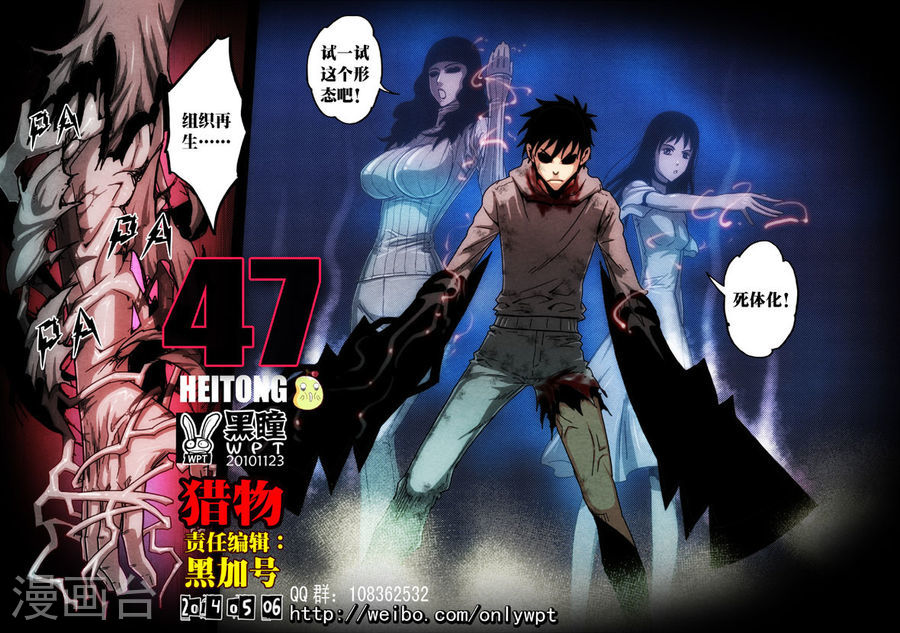 试一试
这个形
态吧！
组织再
生……
PA
PA
PA
死体化！
47
HEITONG
黑瞳
WPT
WPT
20101123
猎物
责任编辑：
黑加号
2014 05 06
QQ 群：108362532
http://weibo.com/onlywpt
漫画台